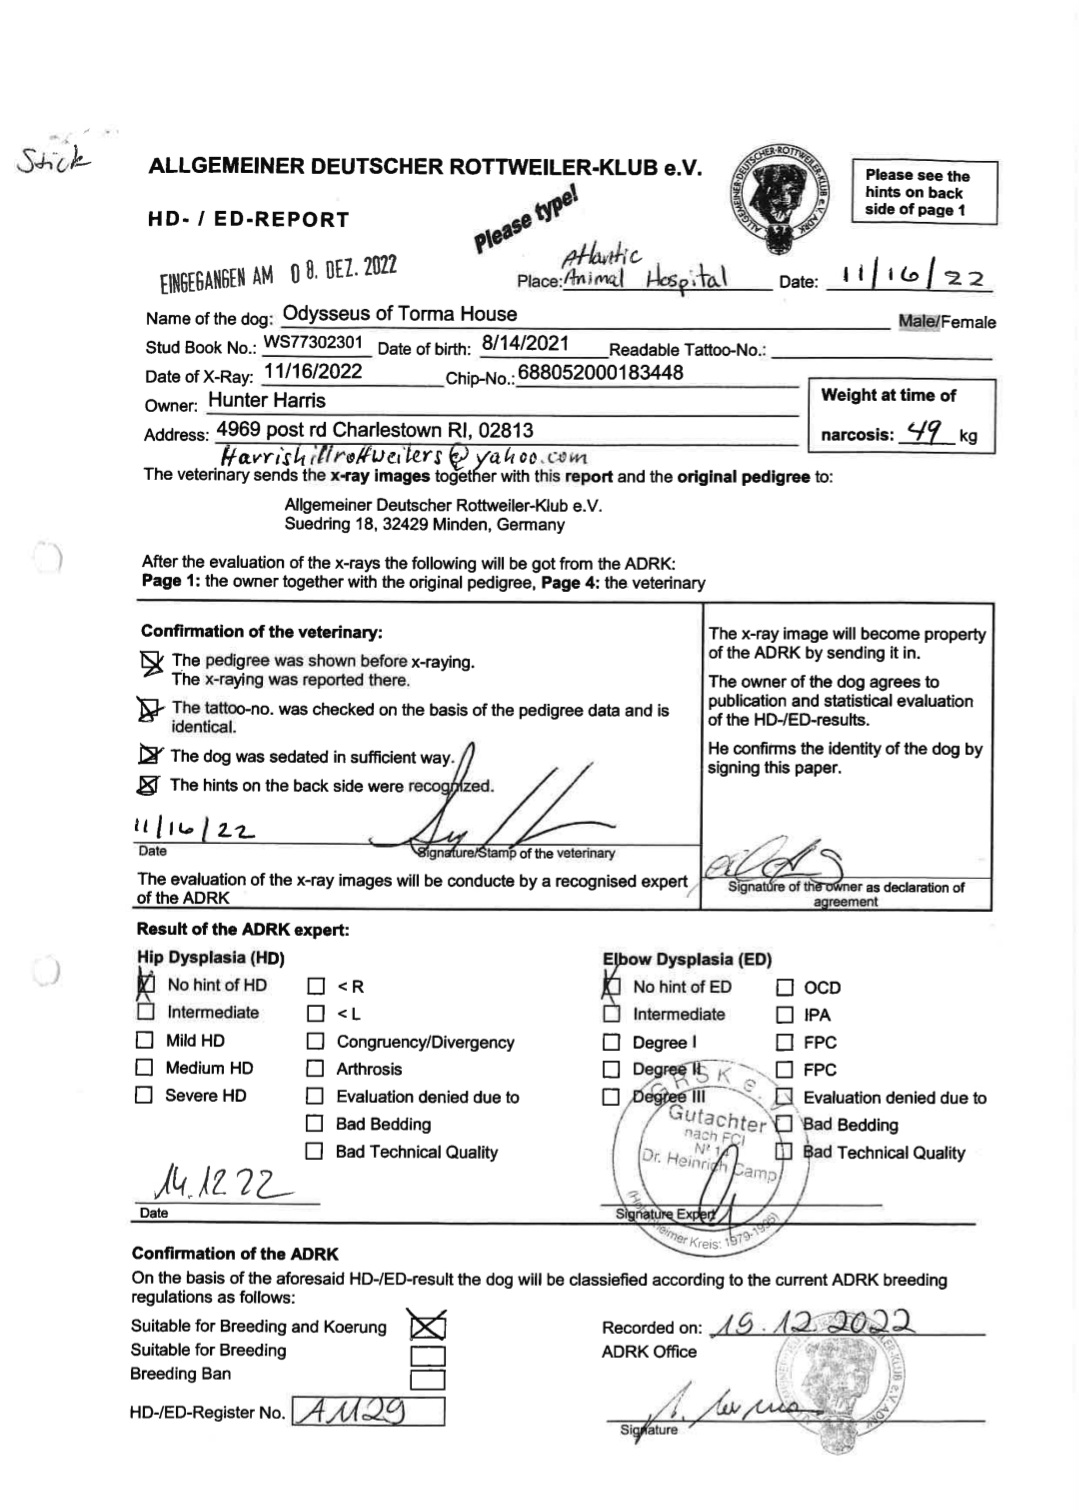 Stick
ALLGEMEINER DEUTSCHER ROTTWEILER-KLUB e.V.
ALLGEMEINER-DEUTSCHER-ROTTWEILER-KLUB e.V. ADRK
Please see the
hints on back
side of page 1
HD- / ED-REPORT
Please type!
EINGEGANGEN AM 08. DEZ. 2022
Atlantic
Place: Animal Hospital Date: 11/16/22
Name of the dog: Odysseus of Torma House Male/Female
Stud Book No.: WS77302301 Date of birth: 8/14/2021 Readable Tattoo-No.:
Date of X-Ray: 11/16/2022 Chip-No.: 688052000183448
Owner: Hunter Harris
Weight at time of
narcosis: 49 kg
Address: 4969 post rd Charlestown RI, 02813
Harrishillrottweilers@yahoo.com
The veterinary sends the x-ray images together with this report and the original pedigree to:
Allgemeiner Deutscher Rottweiler-Klub e.V.
Suedring 18, 32429 Minden, Germany
After the evaluation of the x-rays the following will be got from the ADRK:
Page 1: the owner together with the original pedigree, Page 4: the veterinary
Confirmation of the veterinary:
The pedigree was shown before x-raying.
The x-raying was reported there.
The tattoo-no. was checked on the basis of the pedigree data and is
identical.
The dog was sedated in sufficient way.
The hints on the back side were recognized.
11/16/22
Date
Signature/Stamp of the veterinary
The evaluation of the x-ray images will be conducte by a recognised expert
of the ADRK
The x-ray image will become property
of the ADRK by sending it in.
The owner of the dog agrees to
publication and statistical evaluation
of the HD-/ED-results.
He confirms the identity of the dog by
signing this paper.
Signature of the owner as declaration of
agreement
Result of the ADRK expert:
Hip Dysplasia (HD)
No hint of HD < R
Intermediate < L
Mild HD Congruency/Divergency
Medium HD Arthrosis
Severe HD Evaluation denied due to
Bad Bedding
Bad Technical Quality
14.12 22
Date
Elbow Dysplasia (ED)
No hint of ED OCD
Intermediate IPA
Degree I FPC
Degree II FPC
Degree III Evaluation denied due to
Bad Bedding
Bad Technical Quality
GRSK e.V.
Gutachter
nach FCI
Dr. Heinrich Camp
Kreis: 1979-1995)
Signature Expert
Confirmation of the ADRK
On the basis of the aforesaid HD-/ED-result the dog will be classiefied according to the current ADRK breeding
regulations as follows:
Suitable for Breeding and Koerung
Suitable for Breeding
Breeding Ban
HD-/ED-Register No. A1129
Recorded on: 19.12.2022
ADRK Office
Signature